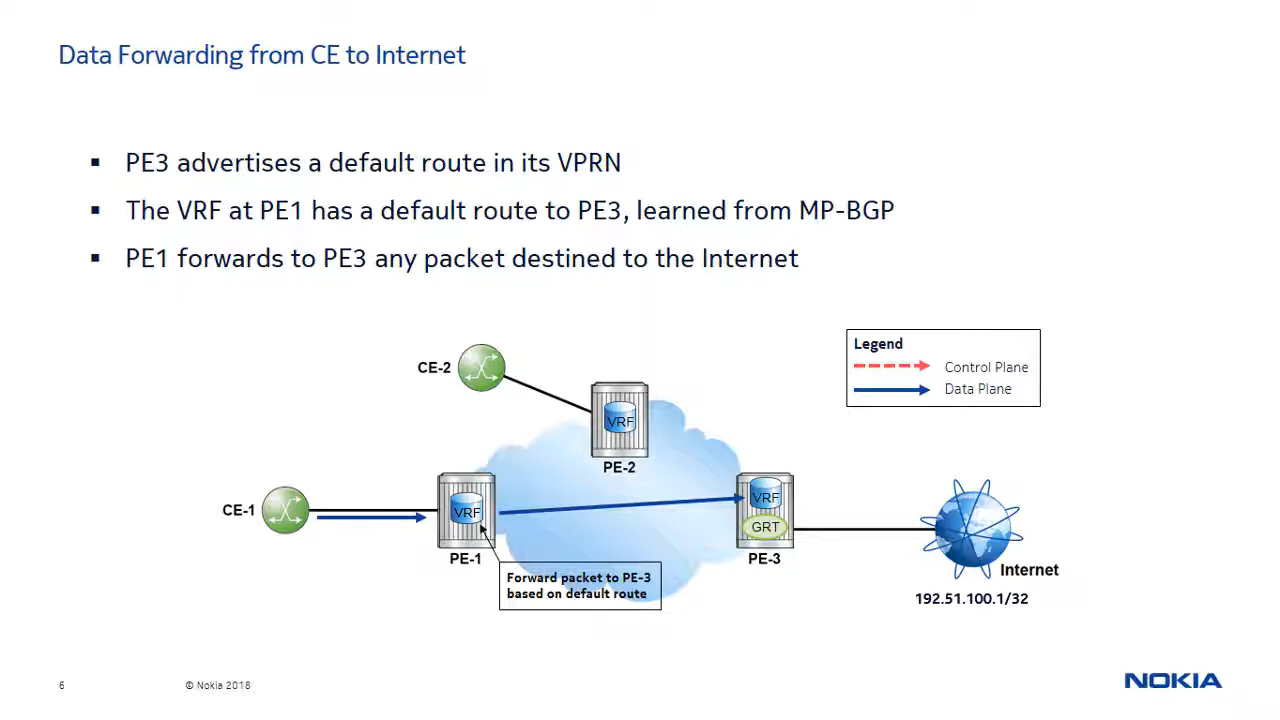 Data Forwarding from CE to Internet
▪ PE3 advertises a default route in its VPRN
▪ The VRF at PE1 has a default route to PE3, learned from MP-BGP
▪ PE1 forwards to PE3 any packet destined to the Internet
Legend
Control Plane
Data Plane
CE-2
VRF
PE-2
CE-1
VRF
PE-1
VRF
GRT
PE-3
Forward packet to PE-3
based on default route
Internet
192.51.100.1/32
6
© Nokia 2018
NOKIA